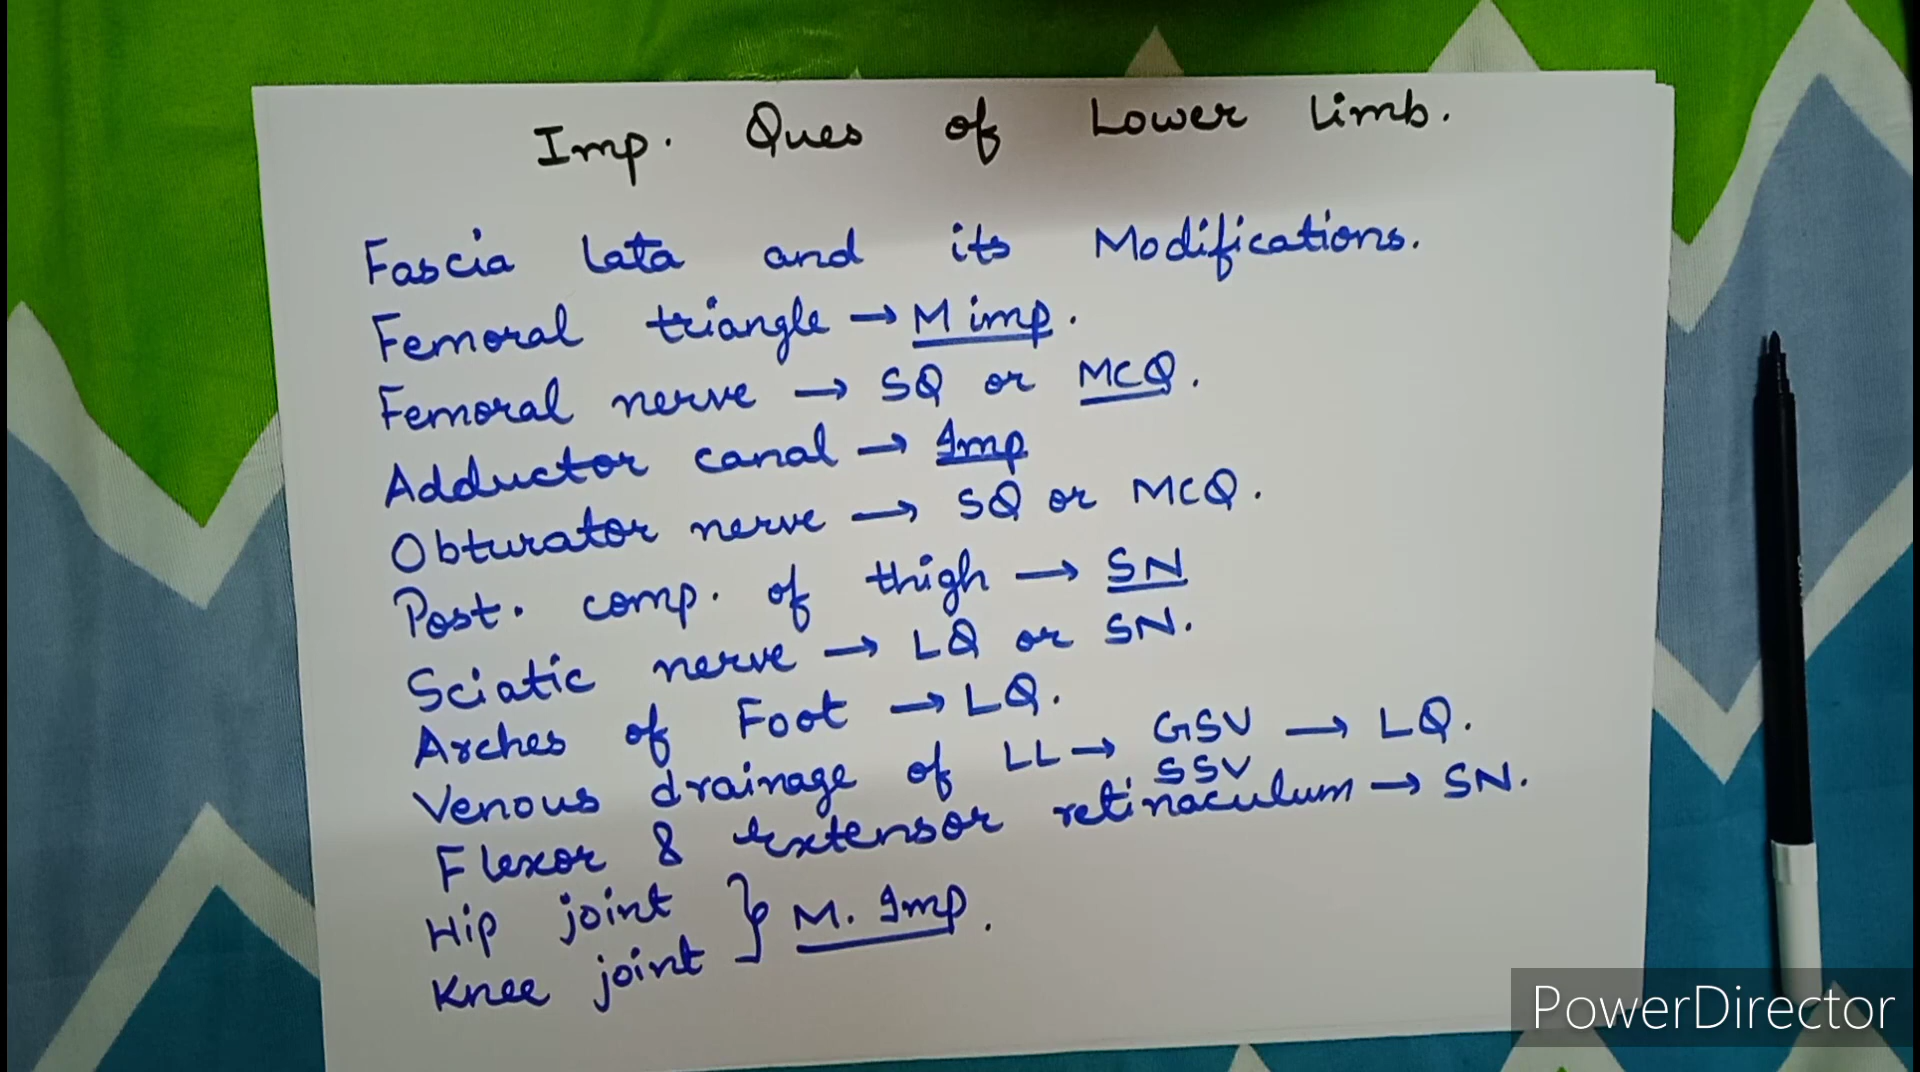 Imp. Ques of Lower limb.
Fascia lata and its Modifications.
Femoral triangle → M imp.
Femoral nerve → SQ or MCQ.
Adductor canal → Imp
Obturator nerve → SQ or MCQ.
Post. comp. of thigh → SN
Sciatic nerve → LQ or SN.
Arches of Foot → LQ.
Venous drainage of LL → GSV → LQ.
SSV
Flexor & extensor retinaculum → SN.
Hip joint } M. Imp.
Knee joint
PowerDirector